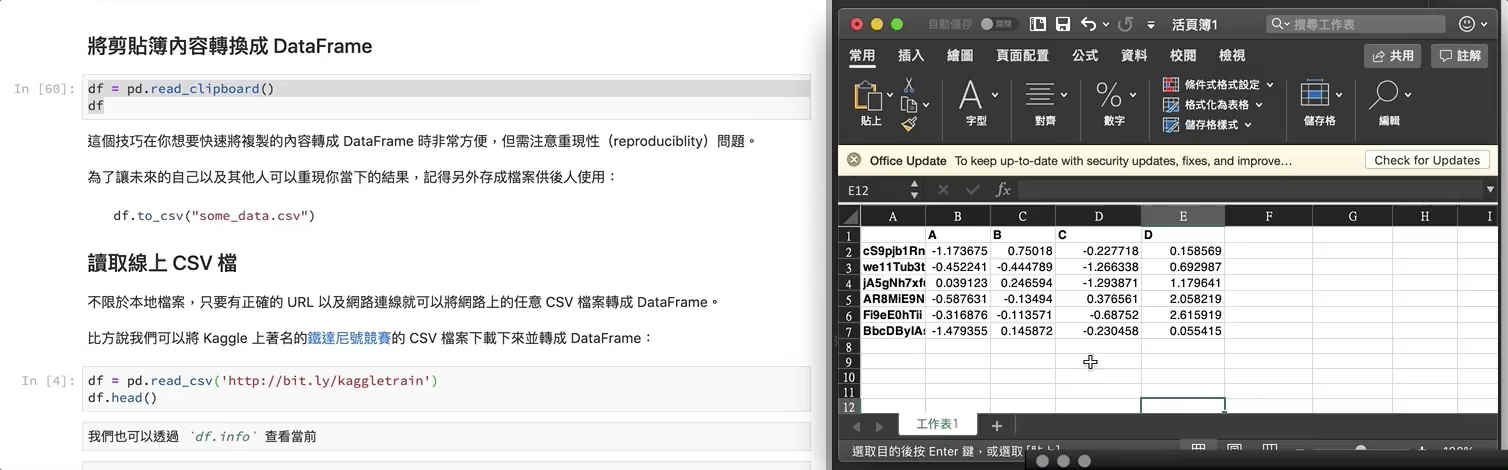 將剪貼簿內容轉換成 DataFrame
In [60]: df = pd.read_clipboard()
df
這個技巧在你想要快速將複製的內容轉成 DataFrame 時非常方便，但需注意重現性（reproduciblity）問題。
為了讓未來的自己以及其他人可以重現你當下的結果，記得另外存成檔案供後人使用：
df.to_csv("some_data.csv")
讀取線上 CSV 檔
不限於本地檔案，只要有正確的 URL 以及網路連線就可以將網路上的任意 CSV 檔案轉成 DataFrame。
比方說我們可以將 Kaggle 上著名的鐵達尼號競賽的 CSV 檔案下載下來並轉成 DataFrame：
In [4]: df = pd.read_csv('http://bit.ly/kaggletrain')
df.head()
我們也可以透過 `df.info` 查看當前
自動儲存 關閉 活頁簿1 搜尋工作表
常用 插入 繪圖 頁面配置 公式 資料 校閱 檢視 共用 註解
貼上 字型 對齊 數字 條件式格式設定 格式化為表格 儲存格樣式 儲存格 編輯
Office Update To keep up-to-date with security updates, fixes, and improve… Check for Updates
E12 fx
A B C D E F G H I
1 A B C D
2 cS9pjb1Rn -1.173675 0.75018 -0.227718 0.158569
3 we11Tub3t -0.452241 -0.444789 -1.266338 0.692987
4 jA5gNh7xf 0.039123 0.246594 -1.293871 1.179641
5 AR8MiE9N -0.587631 -0.13494 0.376561 2.058219
6 Fi9eE0hTii -0.316876 -0.113571 -0.68752 2.615919
7 BbcDByIA -1.479355 0.145872 -0.230458 0.055415
8
9
10
11
12
工作表1
選取目的後按 Enter 鍵，或選取 [貼上]